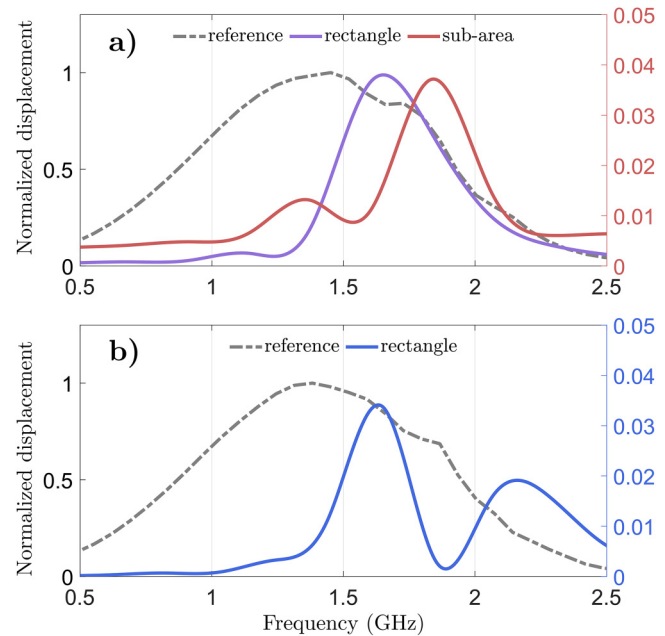 a)
reference rectangle sub-area
Normalized displacement
1
0.5
0
0.05
0.04
0.03
0.02
0.01
0
0.5 1 1.5 2 2.5
b)
reference rectangle
Normalized displacement
1
0.5
0
0.05
0.04
0.03
0.02
0.01
0
0.5 1 1.5 2 2.5
Frequency (GHz)